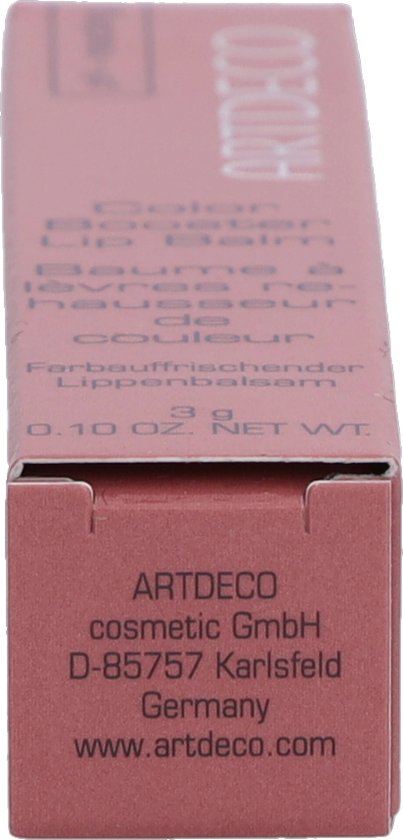 ARTDECO
Color
Booster
Lip Balm
Baume à
lèvres re-
hausseur
de
couleur
Farbauffrischender
Lippenbalsam
3 g
0.10 OZ. NET WT.
ARTDECO
cosmetic GmbH
D-85757 Karlsfeld
Germany
www.artdeco.com